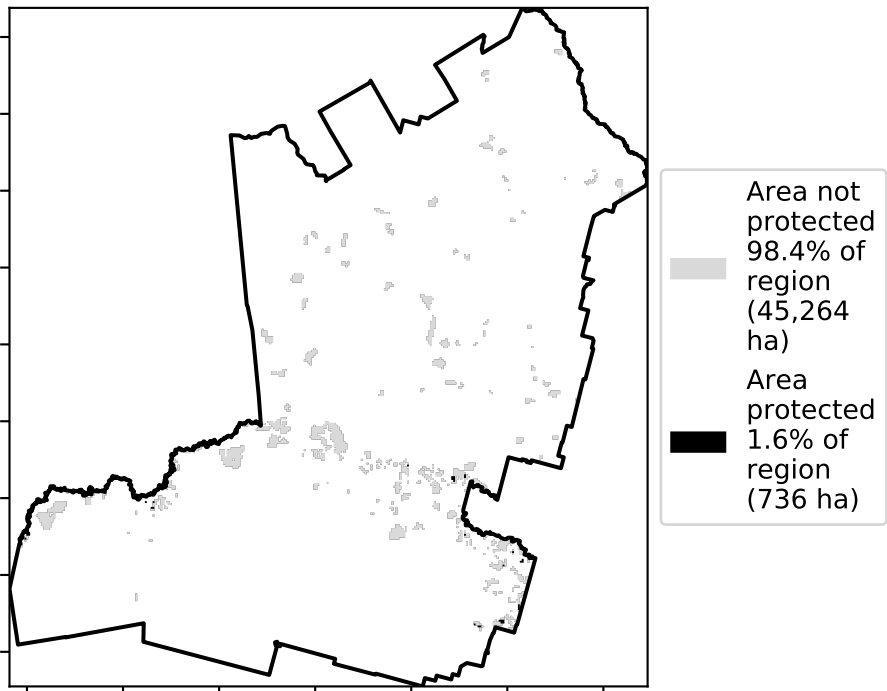 Area not
protected
98.4% of
region
(45,264
ha)
Area
protected
1.6% of
region
(736 ha)